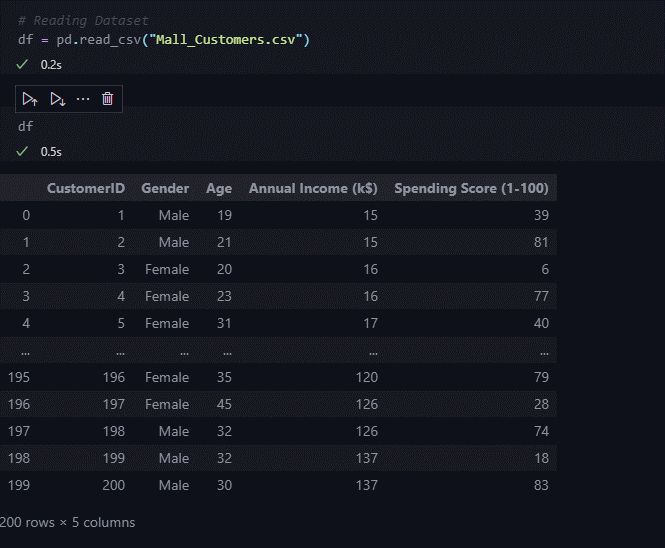 # Reading Dataset
df = pd.read_csv("Mall_Customers.csv")
0.2s
df
0.5s
CustomerID Gender Age Annual Income (k$) Spending Score (1-100)
0 1 Male 19 15 39
1 2 Male 21 15 81
2 3 Female 20 16 6
3 4 Female 23 16 77
4 5 Female 31 17 40
... ... ... ... ... ...
195 196 Female 35 120 79
196 197 Female 45 126 28
197 198 Male 32 126 74
198 199 Male 32 137 18
199 200 Male 30 137 83
200 rows × 5 columns